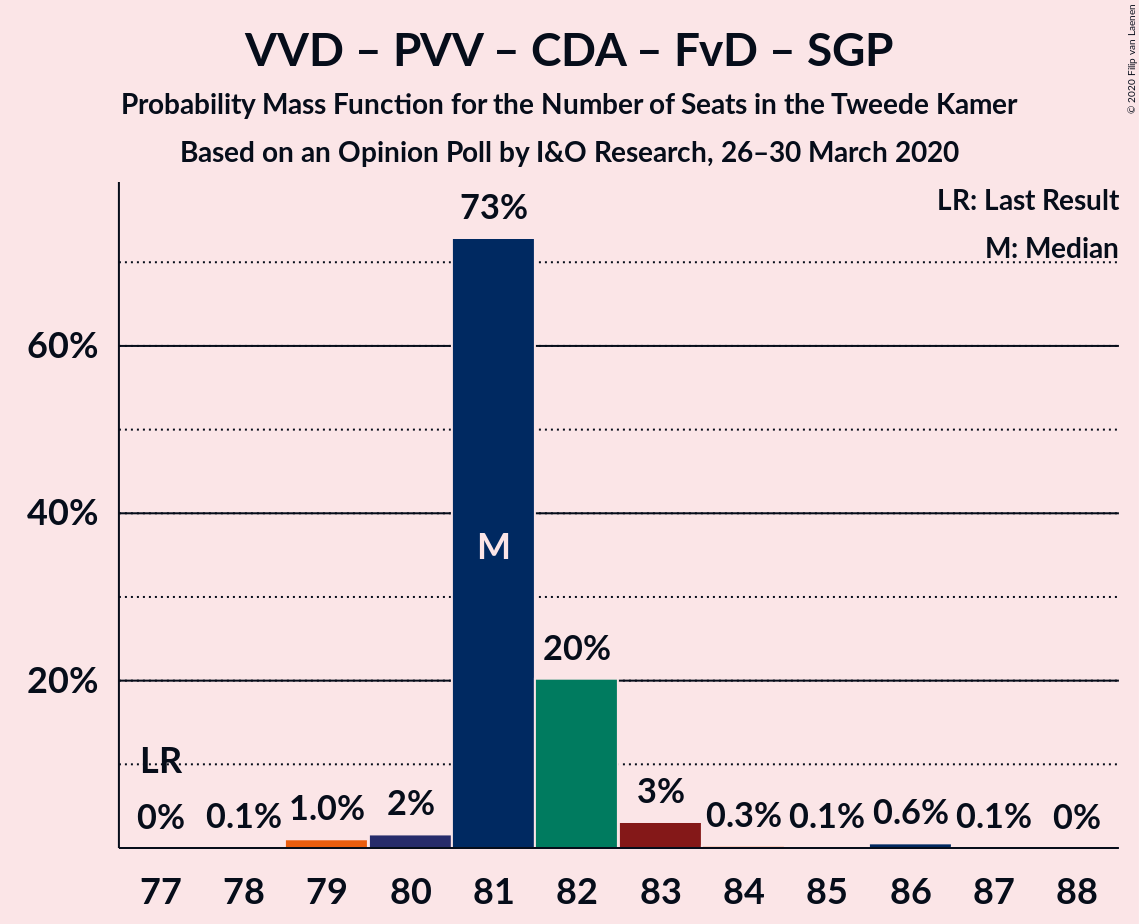 VVD – PVV – CDA – FvD – SGP
Probability Mass Function for the Number of Seats in the Tweede Kamer
Based on an Opinion Poll by I&O Research, 26–30 March 2020
© 2020 Filip van Laenen
LR: Last Result
M: Median
73%
60%
40%
M
20%
20%
LR
0%
0.1%
1.0%
2%
3%
0.3%
0.1%
0.6%
0.1%
0%
77 78 79 80 81 82 83 84 85 86 87 88